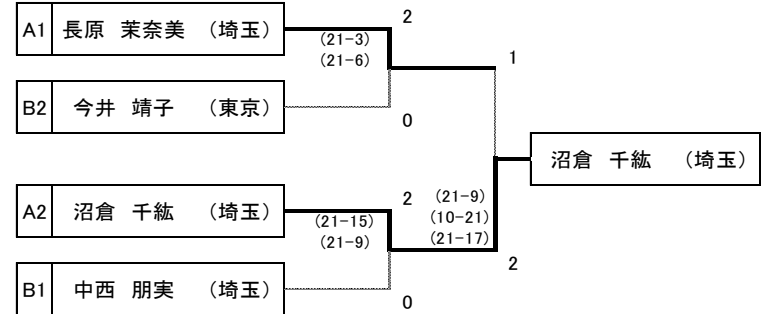 A1 長原 茉奈美 （埼玉）
2
(21-3)
(21-6)
1
B2 今井 靖子 （東京）
0
沼倉 千紘 （埼玉）
A2 沼倉 千紘 （埼玉）
2
(21-15)
(21-9)
(21-9)
(10-21)
(21-17)
2
B1 中西 朋実 （埼玉）
0